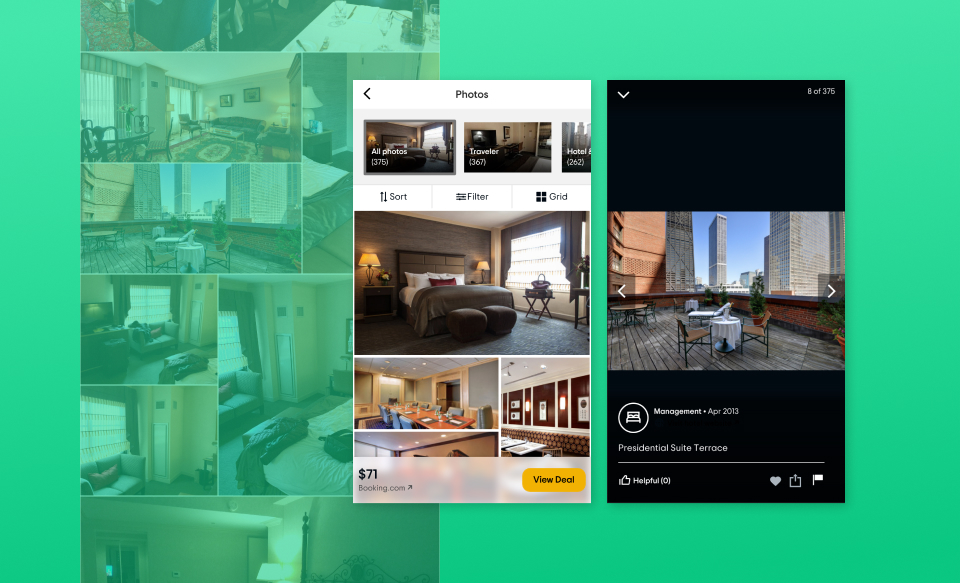 Photos
All photos
(375)
Traveler
(367)
Hotel &
(262)
Sort
Filter
Grid
$71
Booking.com
View Deal
8 of 375
Management • Apr 2013
Presidential Suite Terrace
Helpful (0)